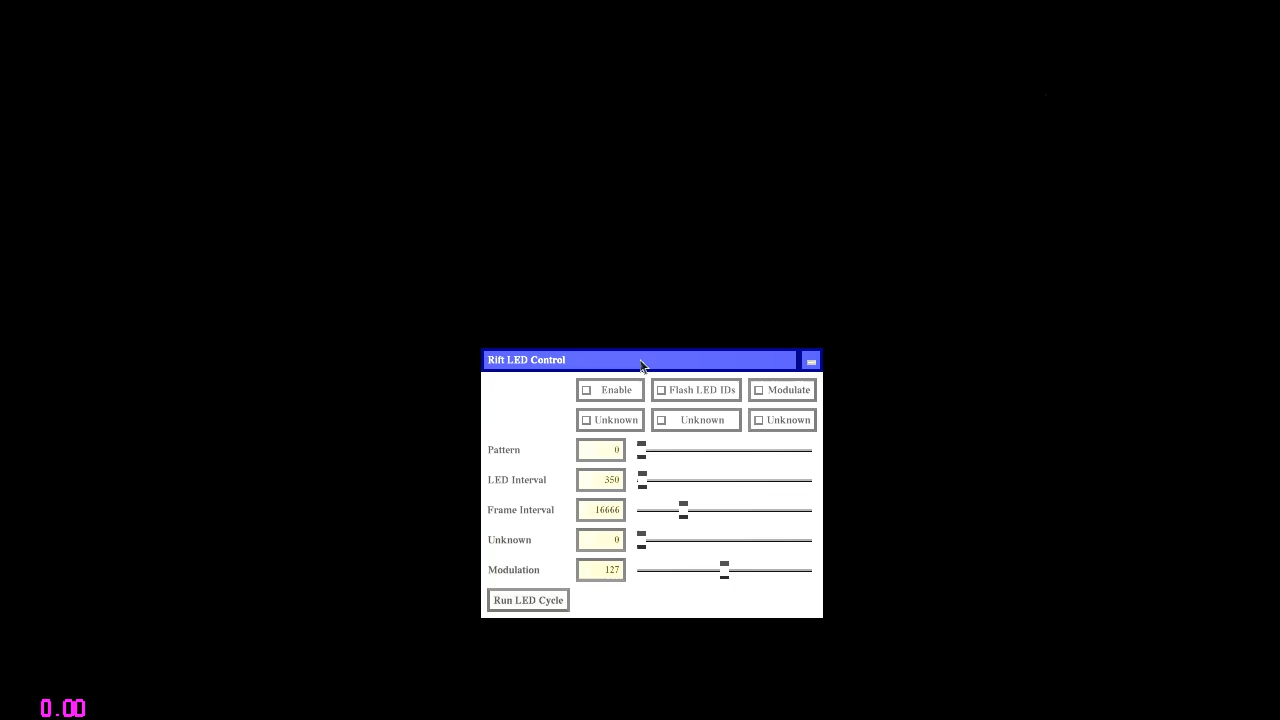 Rift LED Control
Enable Flash LED IDs Modulate
Unknown Unknown Unknown
Pattern 0
LED Interval 350
Frame Interval 16666
Unknown 0
Modulation 127
Run LED Cycle
0.00